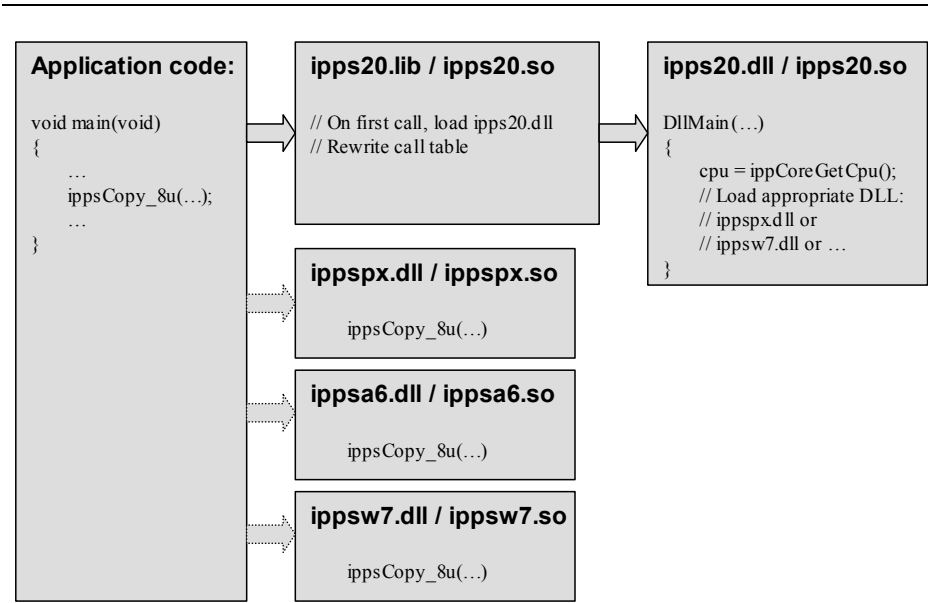 Application code:
void main(void)
{
…
ippsCopy_8u(…);
…
}
ipps20.lib / ipps20.so
// On first call, load ipps20.dll
// Rewrite call table
ipps20.dll / ipps20.so
DllMain(…)
{
cpu = ippCoreGetCpu();
// Load appropriate DLL:
// ippspx.dll or
// ippsw7.dll or …
}
ippspx.dll / ippspx.so
ippsCopy_8u(…)
ippsa6.dll / ippsa6.so
ippsCopy_8u(…)
ippsw7.dll / ippsw7.so
ippsCopy_8u(…)